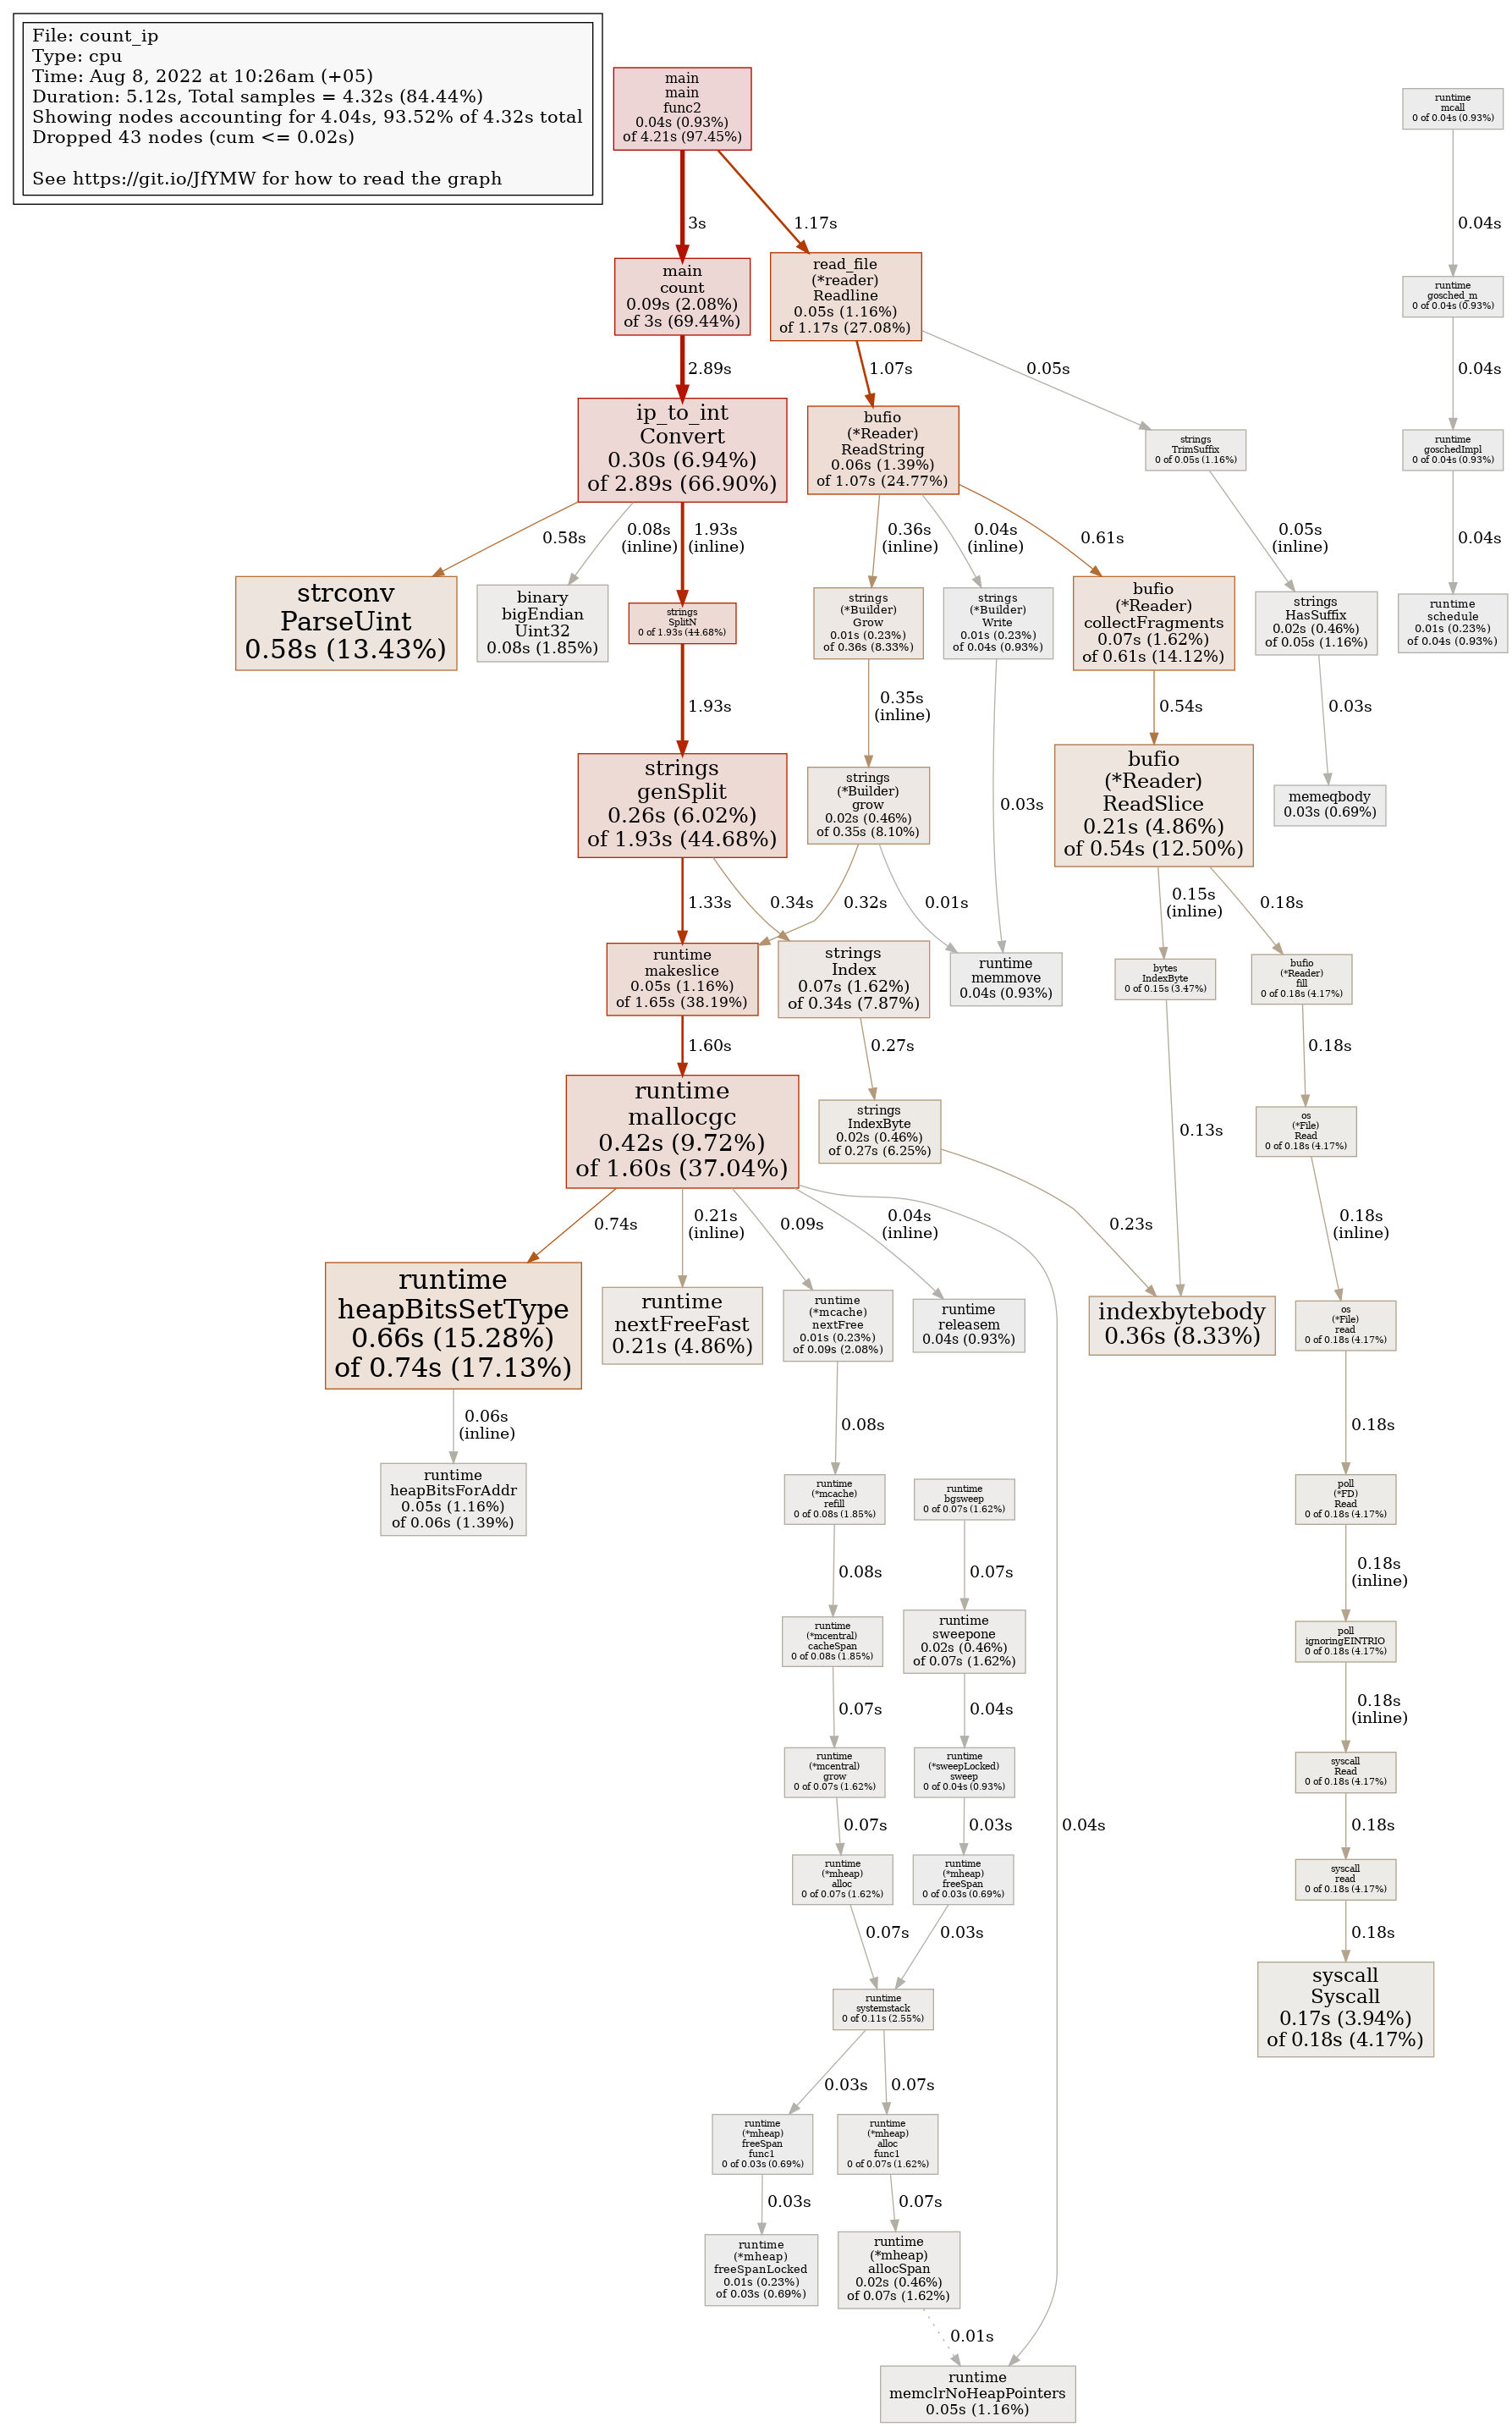 File: count_ip
Type: cpu
Time: Aug 8, 2022 at 10:26am (+05)
Duration: 5.12s, Total samples = 4.32s (84.44%)
Showing nodes accounting for 4.04s, 93.52% of 4.32s total
Dropped 43 nodes (cum <= 0.02s)
See https://git.io/JfYMW for how to read the graph
main
main
func2
0.04s (0.93%)
of 4.21s (97.45%)
runtime
mcall
0 of 0.04s (0.93%)
3s
1.17s
0.04s
main
count
0.09s (2.08%)
of 3s (69.44%)
read_file
(*reader)
Readline
0.05s (1.16%)
of 1.17s (27.08%)
runtime
gosched_m
0 of 0.04s (0.93%)
2.89s
1.07s
0.05s
0.04s
ip_to_int
Convert
0.30s (6.94%)
of 2.89s (66.90%)
bufio
(*Reader)
ReadString
0.06s (1.39%)
of 1.07s (24.77%)
strings
TrimSuffix
0 of 0.05s (1.16%)
runtime
goschedImpl
0 of 0.04s (0.93%)
0.58s
0.08s
(inline)
1.93s
(inline)
0.36s
(inline)
0.04s
(inline)
0.61s
0.05s
(inline)
0.04s
strconv
ParseUint
0.58s (13.43%)
binary
bigEndian
Uint32
0.08s (1.85%)
strings
SplitN
0 of 1.93s (44.68%)
strings
(*Builder)
Grow
0.01s (0.23%)
of 0.36s (8.33%)
strings
(*Builder)
Write
0.01s (0.23%)
of 0.04s (0.93%)
bufio
(*Reader)
collectFragments
0.07s (1.62%)
of 0.61s (14.12%)
strings
HasSuffix
0.02s (0.46%)
of 0.05s (1.16%)
runtime
schedule
0.01s (0.23%)
of 0.04s (0.93%)
1.93s
0.35s
(inline)
0.03s
0.54s
0.03s
strings
genSplit
0.26s (6.02%)
of 1.93s (44.68%)
strings
(*Builder)
grow
0.02s (0.46%)
of 0.35s (8.10%)
bufio
(*Reader)
ReadSlice
0.21s (4.86%)
of 0.54s (12.50%)
memeqbody
0.03s (0.69%)
1.33s
0.34s
0.32s
0.01s
0.15s
(inline)
0.18s
runtime
makeslice
0.05s (1.16%)
of 1.65s (38.19%)
strings
Index
0.07s (1.62%)
of 0.34s (7.87%)
runtime
memmove
0.04s (0.93%)
bytes
IndexByte
0 of 0.15s (3.47%)
bufio
(*Reader)
fill
0 of 0.18s (4.17%)
1.60s
0.27s
0.13s
0.18s
runtime
mallocgc
0.42s (9.72%)
of 1.60s (37.04%)
strings
IndexByte
0.02s (0.46%)
of 0.27s (6.25%)
os
(*File)
Read
0 of 0.18s (4.17%)
0.74s
0.21s
(inline)
0.09s
0.04s
(inline)
0.04s
0.23s
0.18s
(inline)
runtime
heapBitsSetType
0.66s (15.28%)
of 0.74s (17.13%)
runtime
nextFreeFast
0.21s (4.86%)
runtime
(*mcache)
nextFree
0.01s (0.23%)
of 0.09s (2.08%)
runtime
releasem
0.04s (0.93%)
indexbytebody
0.36s (8.33%)
os
(*File)
read
0 of 0.18s (4.17%)
0.06s
(inline)
0.08s
0.18s
runtime
heapBitsForAddr
0.05s (1.16%)
of 0.06s (1.39%)
runtime
(*mcache)
refill
0 of 0.08s (1.85%)
runtime
bgsweep
0 of 0.07s (1.62%)
poll
(*FD)
Read
0 of 0.18s (4.17%)
0.08s
0.07s
0.18s
(inline)
runtime
(*mcentral)
cacheSpan
0 of 0.08s (1.85%)
runtime
sweepone
0.02s (0.46%)
of 0.07s (1.62%)
poll
ignoringEINTRIO
0 of 0.18s (4.17%)
0.07s
0.04s
0.18s
(inline)
runtime
(*mcentral)
grow
0 of 0.07s (1.62%)
runtime
(*sweepLocked)
sweep
0 of 0.04s (0.93%)
syscall
Read
0 of 0.18s (4.17%)
0.07s
0.03s
0.18s
runtime
(*mheap)
alloc
0 of 0.07s (1.62%)
runtime
(*mheap)
freeSpan
0 of 0.03s (0.69%)
syscall
read
0 of 0.18s (4.17%)
0.07s
0.03s
0.18s
runtime
systemstack
0 of 0.11s (2.55%)
syscall
Syscall
0.17s (3.94%)
of 0.18s (4.17%)
0.03s
0.07s
runtime
(*mheap)
freeSpan
func1
0 of 0.03s (0.69%)
runtime
(*mheap)
alloc
func1
0 of 0.07s (1.62%)
0.03s
0.07s
runtime
(*mheap)
freeSpanLocked
0.01s (0.23%)
of 0.03s (0.69%)
runtime
(*mheap)
allocSpan
0.02s (0.46%)
of 0.07s (1.62%)
0.01s
runtime
memclrNoHeapPointers
0.05s (1.16%)